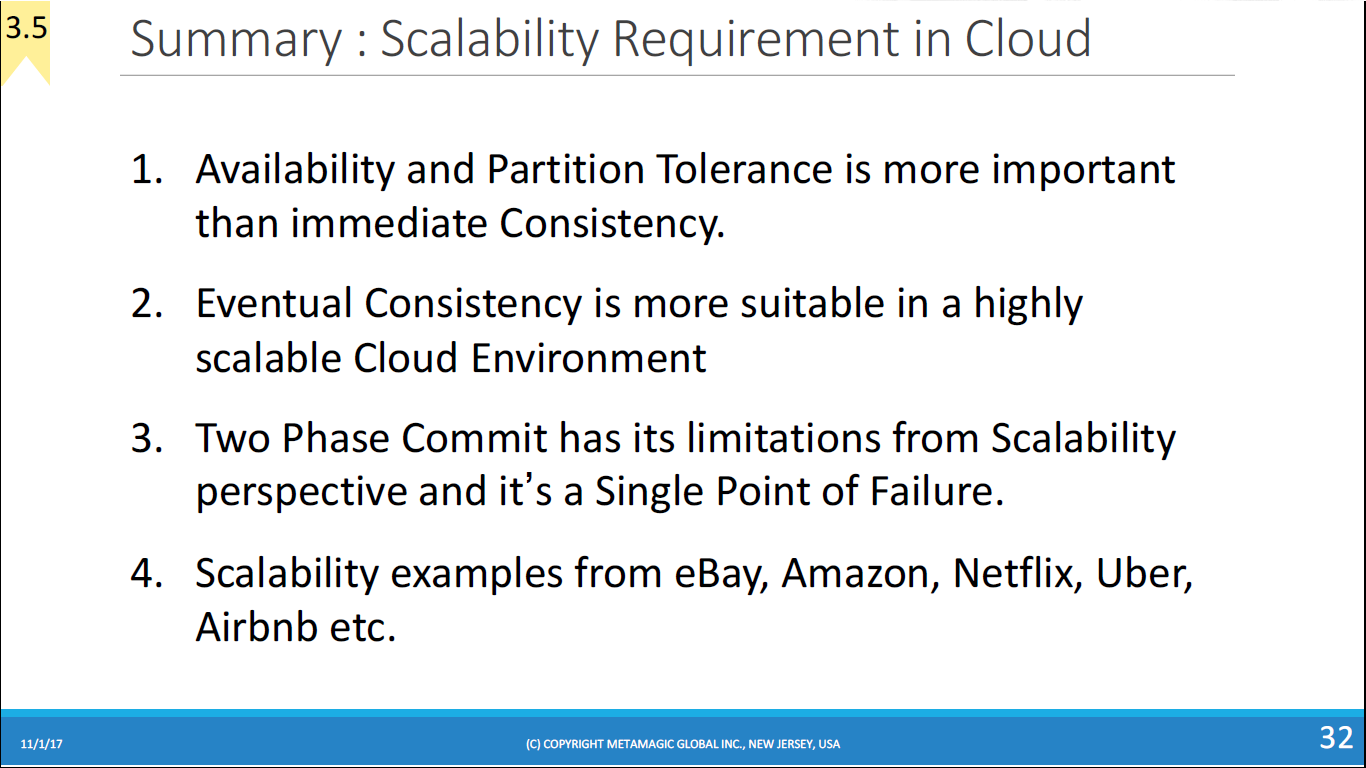 3.5
Summary : Scalability Requirement in Cloud
1. Availability and Partition Tolerance is more important
than immediate Consistency.
2. Eventual Consistency is more suitable in a highly
scalable Cloud Environment
3. Two Phase Commit has its limitations from Scalability
perspective and it’s a Single Point of Failure.
4. Scalability examples from eBay, Amazon, Netflix, Uber,
Airbnb etc.
11/1/17
(C) COPYRIGHT METAMAGIC GLOBAL INC., NEW JERSEY, USA
32